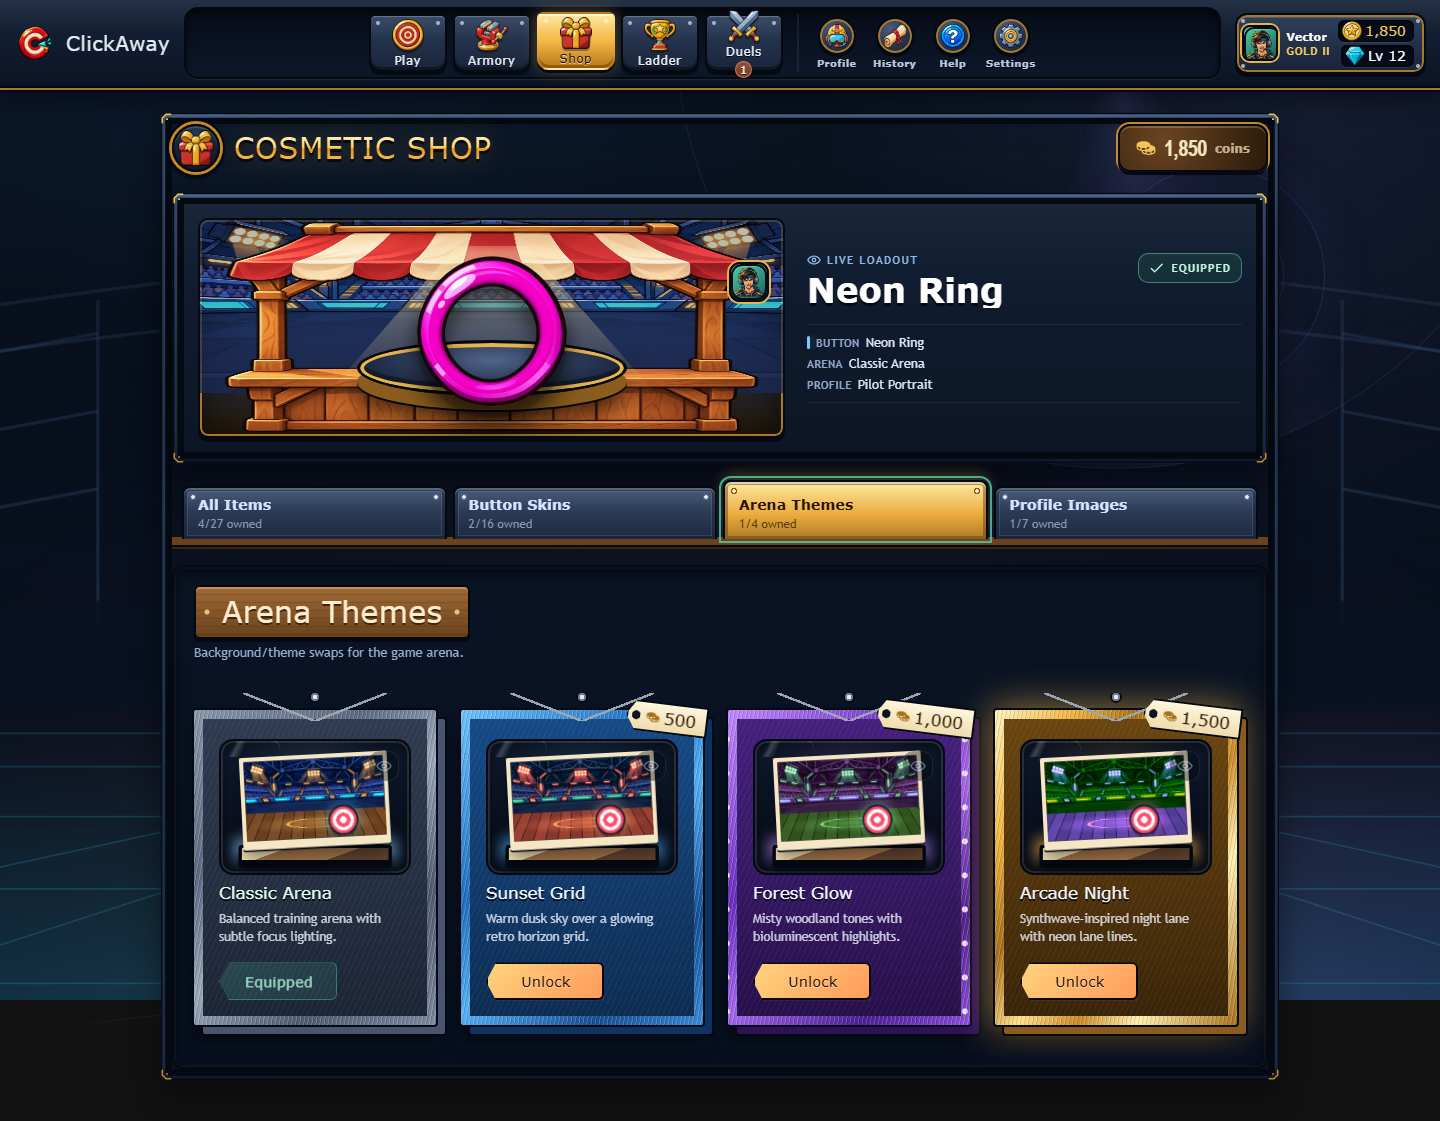 ClickAway
Play
Armory
Shop
Ladder
Duels
1
Profile
History
Help
Settings
Vector
GOLD II
1,850
Lv 12
COSMETIC SHOP
1,850 coins
LIVE LOADOUT
Neon Ring
EQUIPPED
BUTTON Neon Ring
ARENA Classic Arena
PROFILE Pilot Portrait
All Items
4/27 owned
Button Skins
2/16 owned
Arena Themes
1/4 owned
Profile Images
1/7 owned
Arena Themes
Background/theme swaps for the game arena.
Classic Arena
Balanced training arena with
subtle focus lighting.
Equipped
500
Sunset Grid
Warm dusk sky over a glowing
retro horizon grid.
Unlock
1,000
Forest Glow
Misty woodland tones with
bioluminescent highlights.
Unlock
1,500
Arcade Night
Synthwave-inspired night lane
with neon lane lines.
Unlock